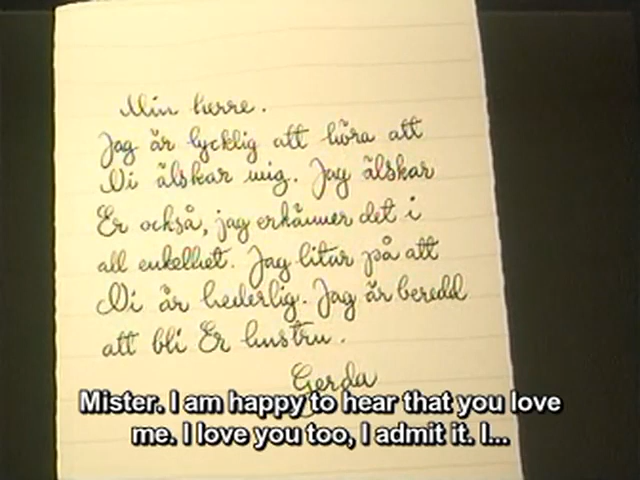 Min herre.
Jag är lycklig att höra att
Ni älskar mig. Jag älskar
Er också, jag erkänner det i
all enkelhet. Jag litar på att
Ni är hederlig. Jag är beredd
att bli Er hustru.
Gerda
Mister. I am happy to hear that you love
me. I love you too, I admit it. I...